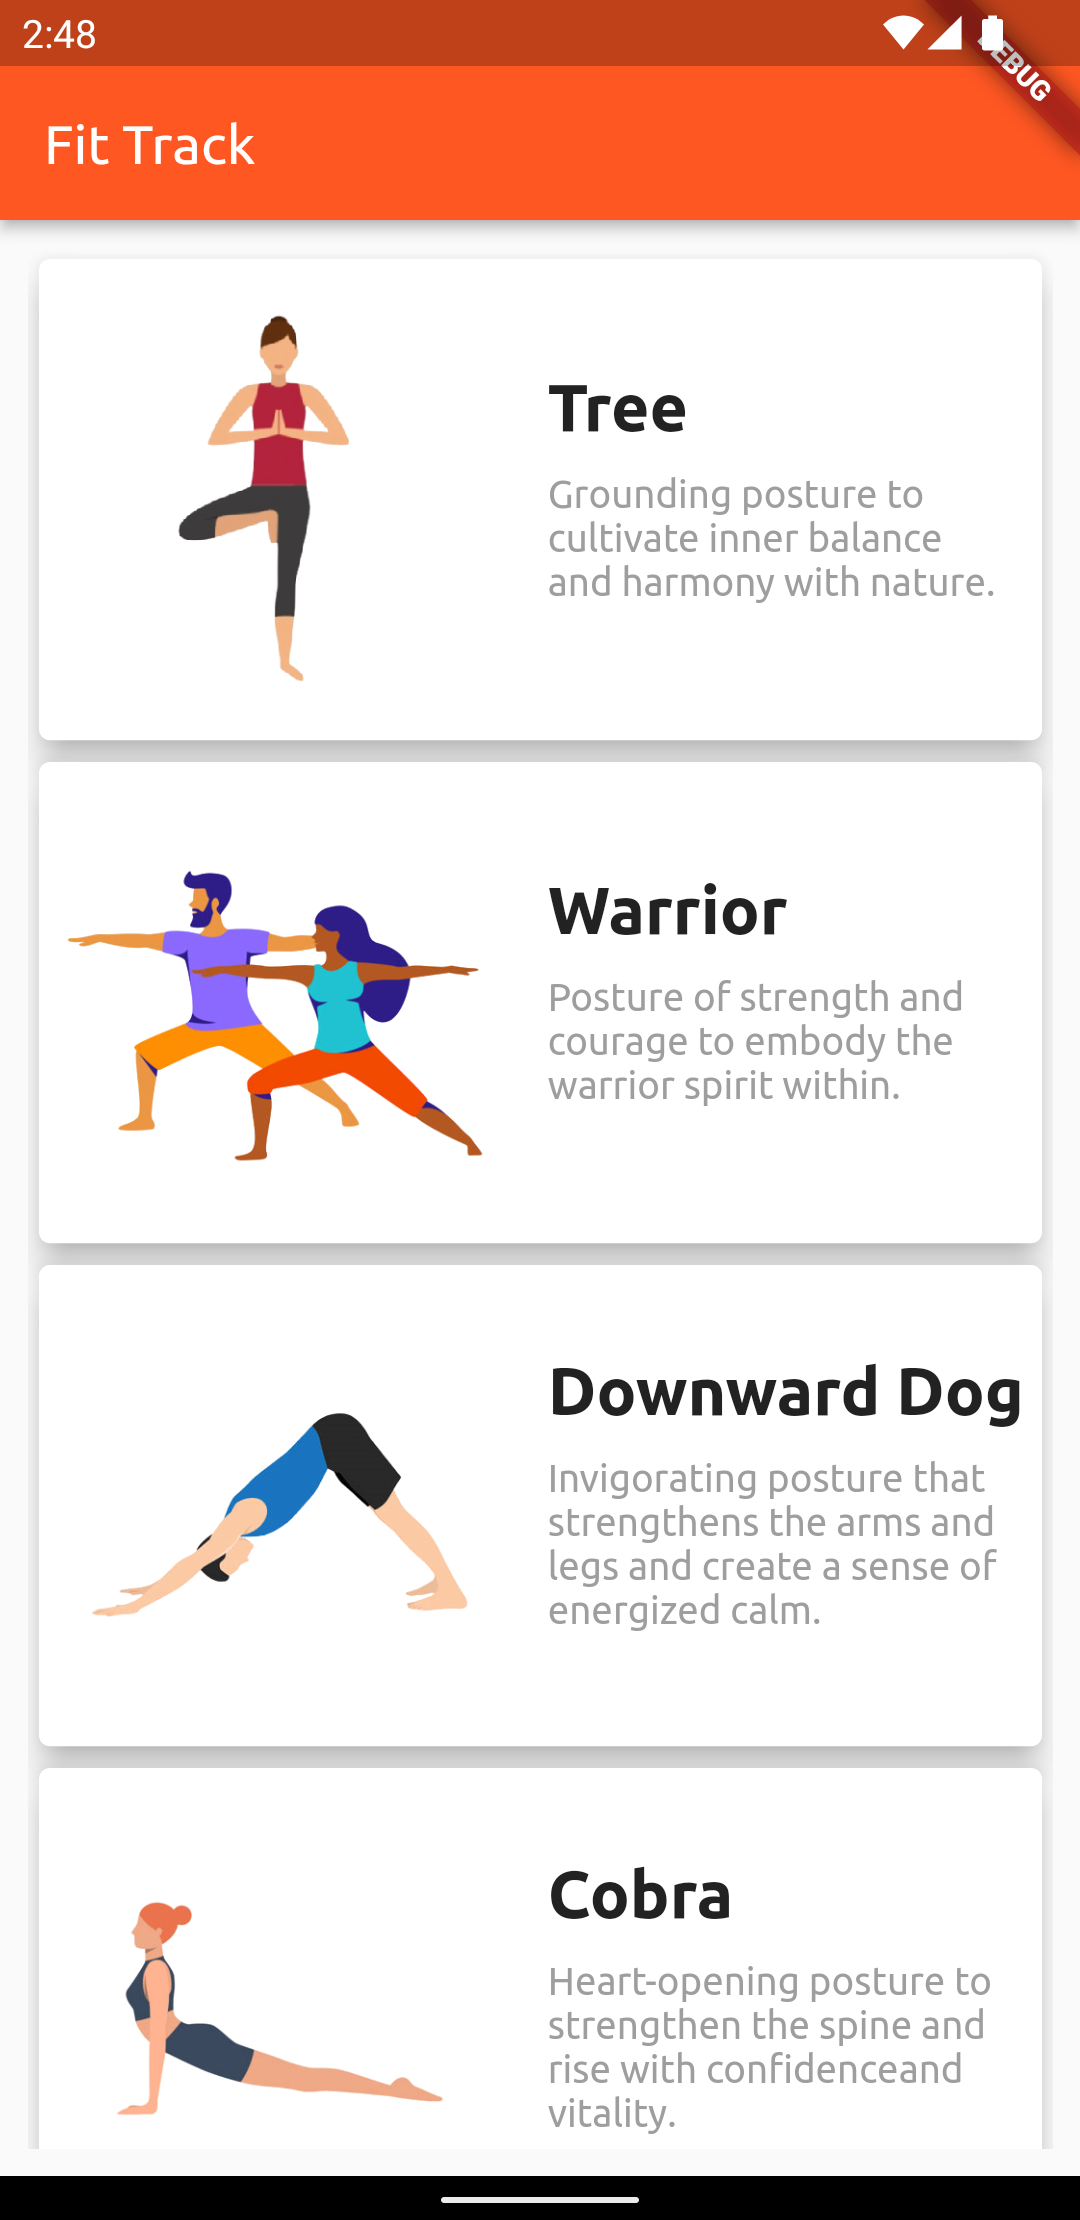 2:48
DEBUG
Fit Track
Tree
Grounding posture to
cultivate inner balance
and harmony with nature.
Warrior
Posture of strength and
courage to embody the
warrior spirit within.
Downward Dog
Invigorating posture that
strengthens the arms and
legs and create a sense of
energized calm.
Cobra
Heart-opening posture to
strengthen the spine and
rise with confidenceand
vitality.